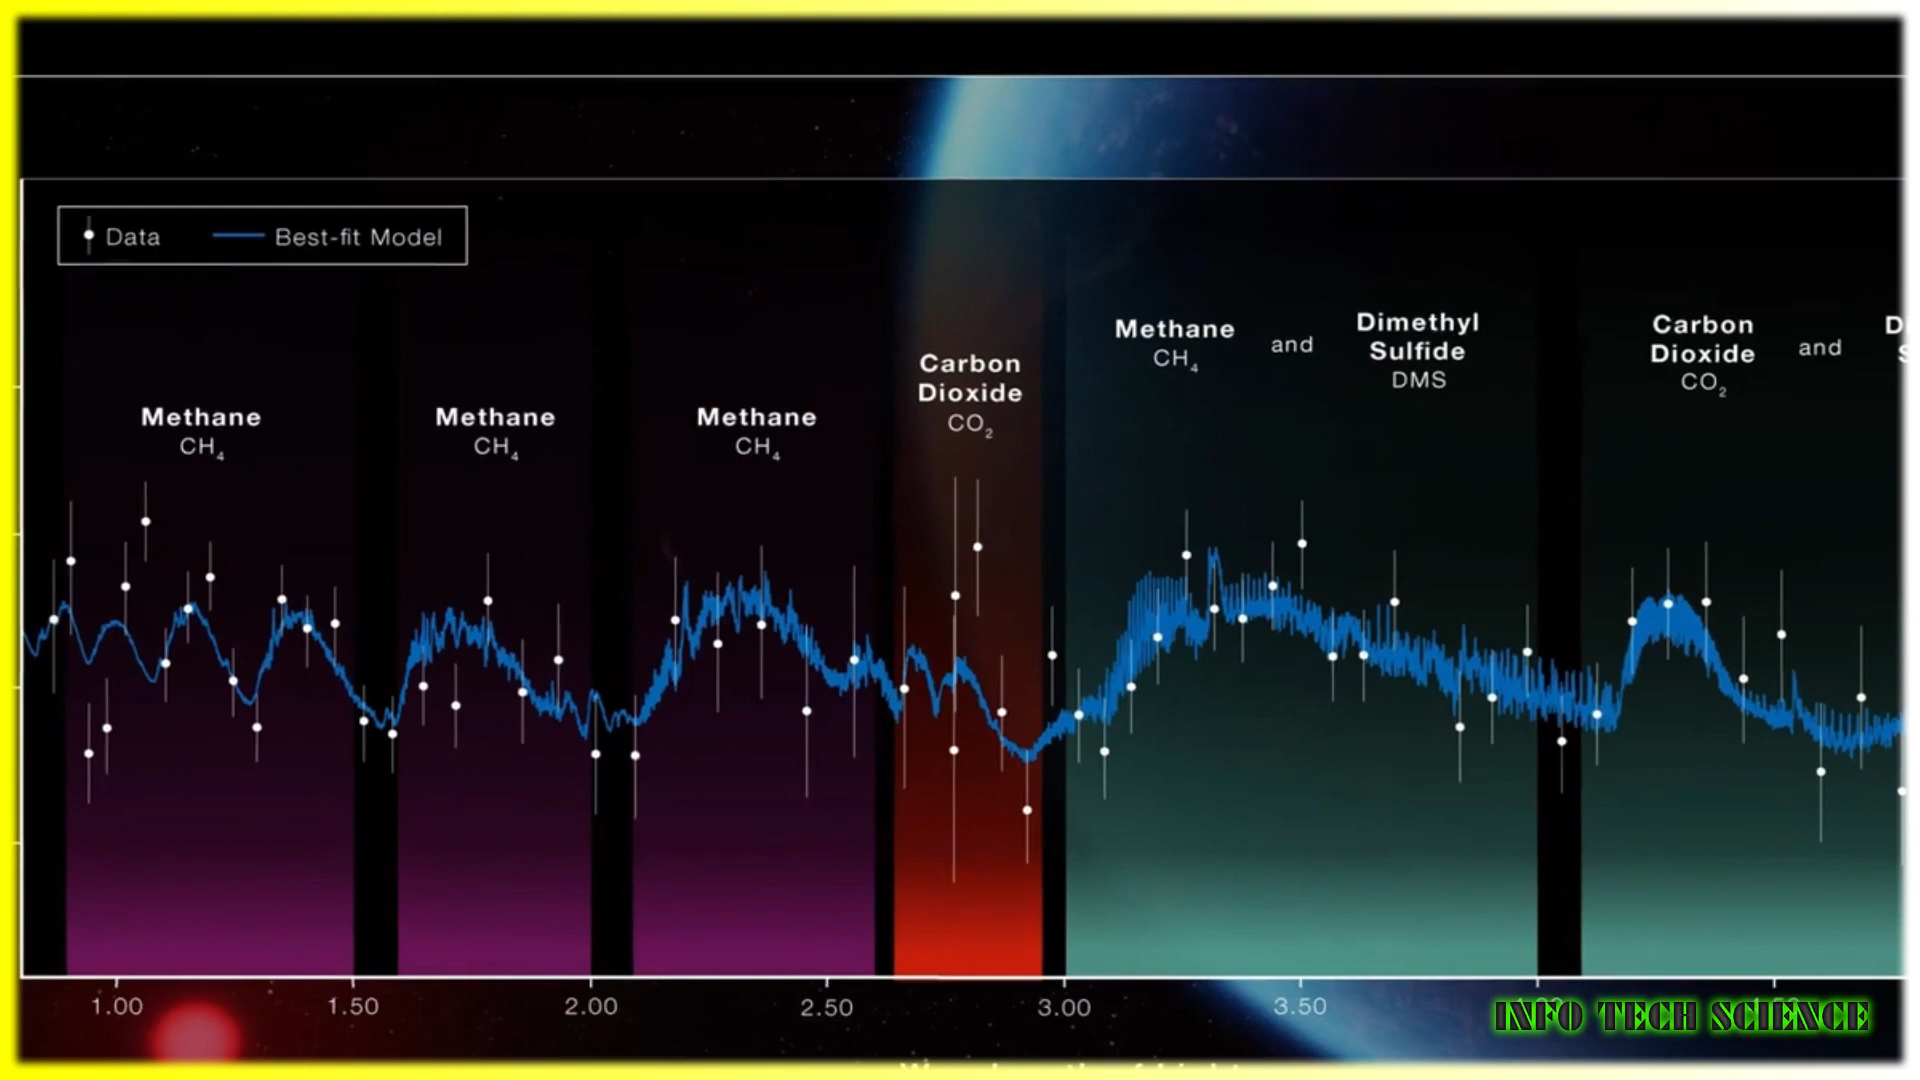 Data Best-fit Model
Methane and Dimethyl Sulfide
CH₄ DMS
Carbon Dioxide and
CO₂
Carbon Dioxide
CO₂
Methane Methane Methane
CH₄ CH₄ CH₄
1.00 1.50 2.00 2.50 3.00 3.50
INFO TECH SCIENCE